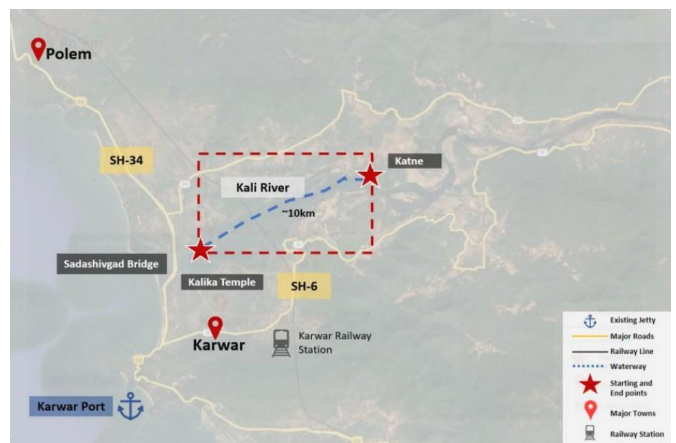 Polem
SH-34
Katne
Kali River
~10km
Sadashivgad Bridge
Kalika Temple
SH-6
Karwar
Karwar Railway
Station
Karwar Port
Existing Jetty
Major Roads
Railway Line
Waterway
Starting and
End points
Major Towns
Railway Station